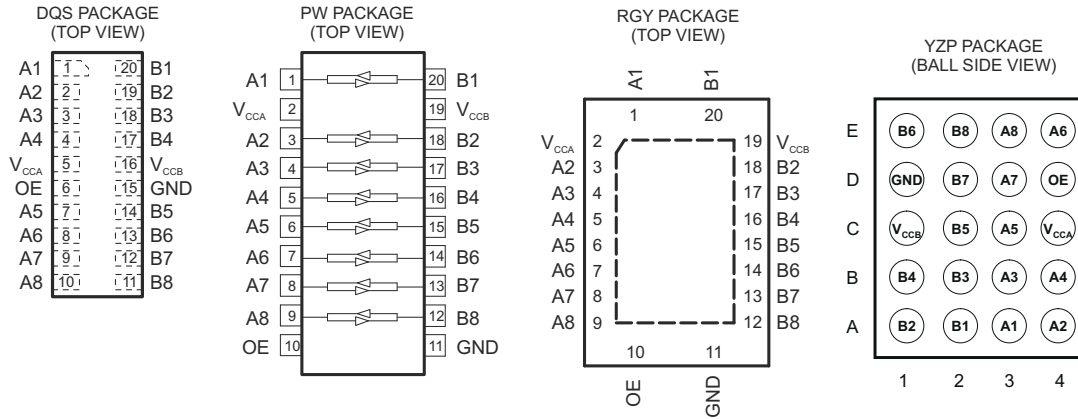 DQS PACKAGE
(TOP VIEW)
A1 1 20 B1
A2 2 19 B2
A3 3 18 B3
A4 4 17 B4
VCCA 5 16 VCCB
OE 6 15 GND
A5 7 14 B5
A6 8 13 B6
A7 9 12 B7
A8 10 11 B8
PW PACKAGE
(TOP VIEW)
A1 1 20 B1
VCCA 2 19 VCCB
A2 3 18 B2
A3 4 17 B3
A4 5 16 B4
A5 6 15 B5
A6 7 14 B6
A7 8 13 B7
A8 9 12 B8
OE 10 11 GND
RGY PACKAGE
(TOP VIEW)
A1 B1
1 20
VCCA 2 19 VCCB
A2 3 18 B2
A3 4 17 B3
A4 5 16 B4
A5 6 15 B5
A6 7 14 B6
A7 8 13 B7
A8 9 12 B8
10 11
OE GND
YZP PACKAGE
(BALL SIDE VIEW)
E B6 B8 A8 A6
D GND B7 A7 OE
C VCCB B5 A5 VCCA
B B4 B3 A3 A4
A B2 B1 A1 A2
1 2 3 4